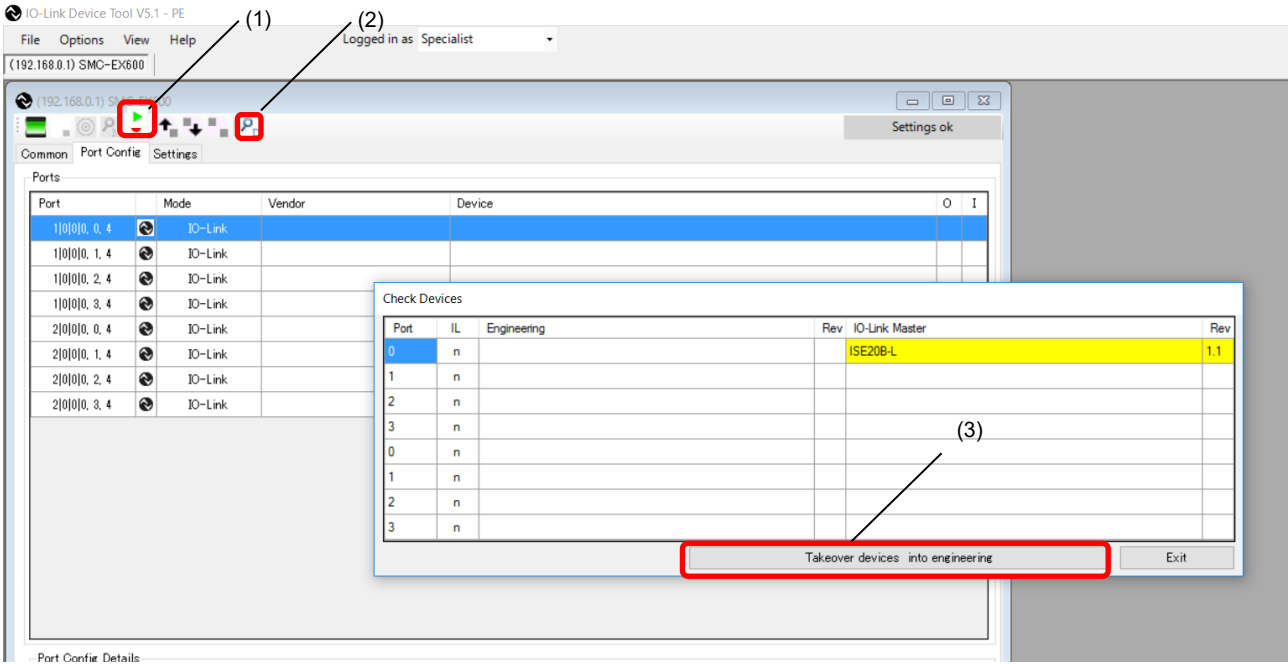 IO-Link Device Tool V5.1 - PE
(1)
(2)
File Options View Help Logged in as Specialist
(192.168.0.1) SMC-EX600
(192.168.0.1) SMC-EX600
Settings ok
Common Port Config Settings
Ports
Port Mode Vendor Device O I
1|0|0|0, 0, 4 IO-Link
1|0|0|0, 1, 4 IO-Link
1|0|0|0, 2, 4 IO-Link
1|0|0|0, 3, 4 IO-Link
2|0|0|0, 0, 4 IO-Link
2|0|0|0, 1, 4 IO-Link
2|0|0|0, 2, 4 IO-Link
2|0|0|0, 3, 4 IO-Link
Check Devices
Port IL Engineering Rev IO-Link Master Rev
0 n ISE20B-L 1.1
1 n
2 n
3 n
(3)
0 n
1 n
2 n
3 n
Takeover devices into engineering Exit
Port Config Details